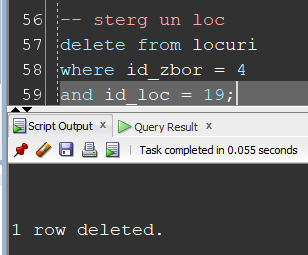 56 -- sterg un loc
57 delete from locuri
58 where id_zbor = 4
59 and id_loc = 19;
Script Output x Query Result x
Task completed in 0.055 seconds
1 row deleted.